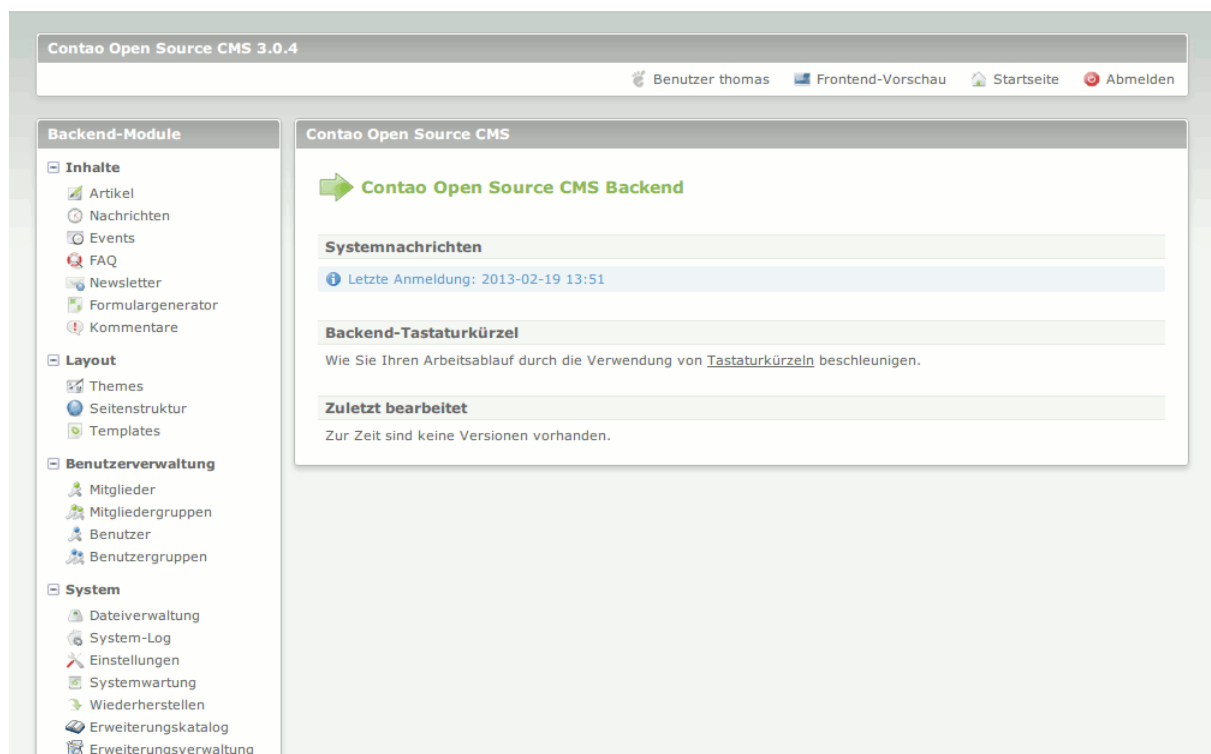 Contao Open Source CMS 3.0.4
Benutzer thomas Frontend-Vorschau Startseite Abmelden
Backend-Module
Inhalte
Artikel
Nachrichten
Events
FAQ
Newsletter
Formulargenerator
Kommentare
Layout
Themes
Seitenstruktur
Templates
Benutzerverwaltung
Mitglieder
Mitgliedergruppen
Benutzer
Benutzergruppen
System
Dateiverwaltung
System-Log
Einstellungen
Systemwartung
Wiederherstellen
Erweiterungskatalog
Erweiterungsverwaltung
Contao Open Source CMS
Contao Open Source CMS Backend
Systemnachrichten
Letzte Anmeldung: 2013-02-19 13:51
Backend-Tastaturkürzel
Wie Sie Ihren Arbeitsablauf durch die Verwendung von Tastaturkürzeln beschleunigen.
Zuletzt bearbeitet
Zur Zeit sind keine Versionen vorhanden.